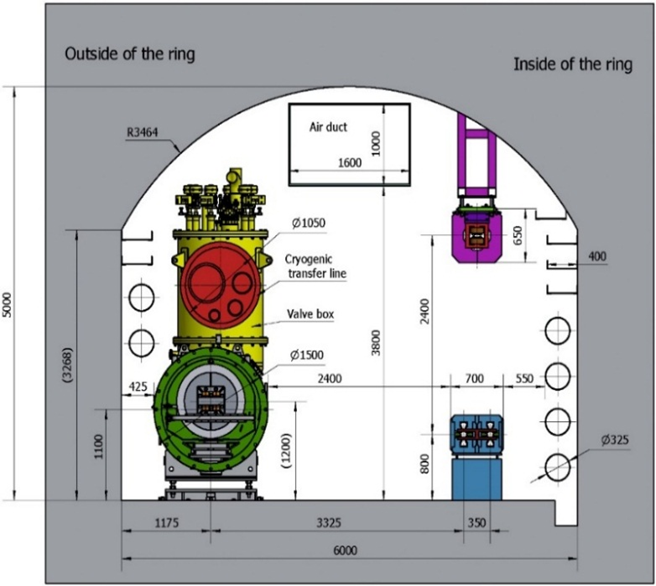 Outside of the ring
Inside of the ring
R3464
Air duct
1000
1600
Ø1050
Cryogenic
transfer line
Valve box
Ø1500
650
400
5000
(3268)
2400
3800
425
2400
700
550
1100
(1200)
800
Ø325
1175
3325
350
6000